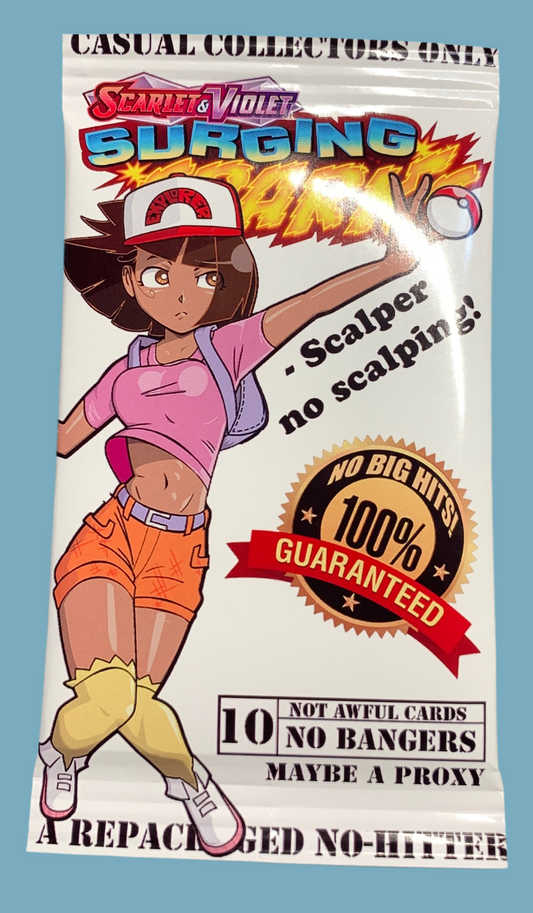 CASUAL COLLECTORS ONLY
SCARLET & VIOLET
SURGING
SPARKS
EXPLORER
- Scalper
no scalping!
NO BIG HITS!
100%
GUARANTEED
10
NOT AWFUL CARDS
NO BANGERS
MAYBE A PROXY
A REPACKAGED NO-HITTER